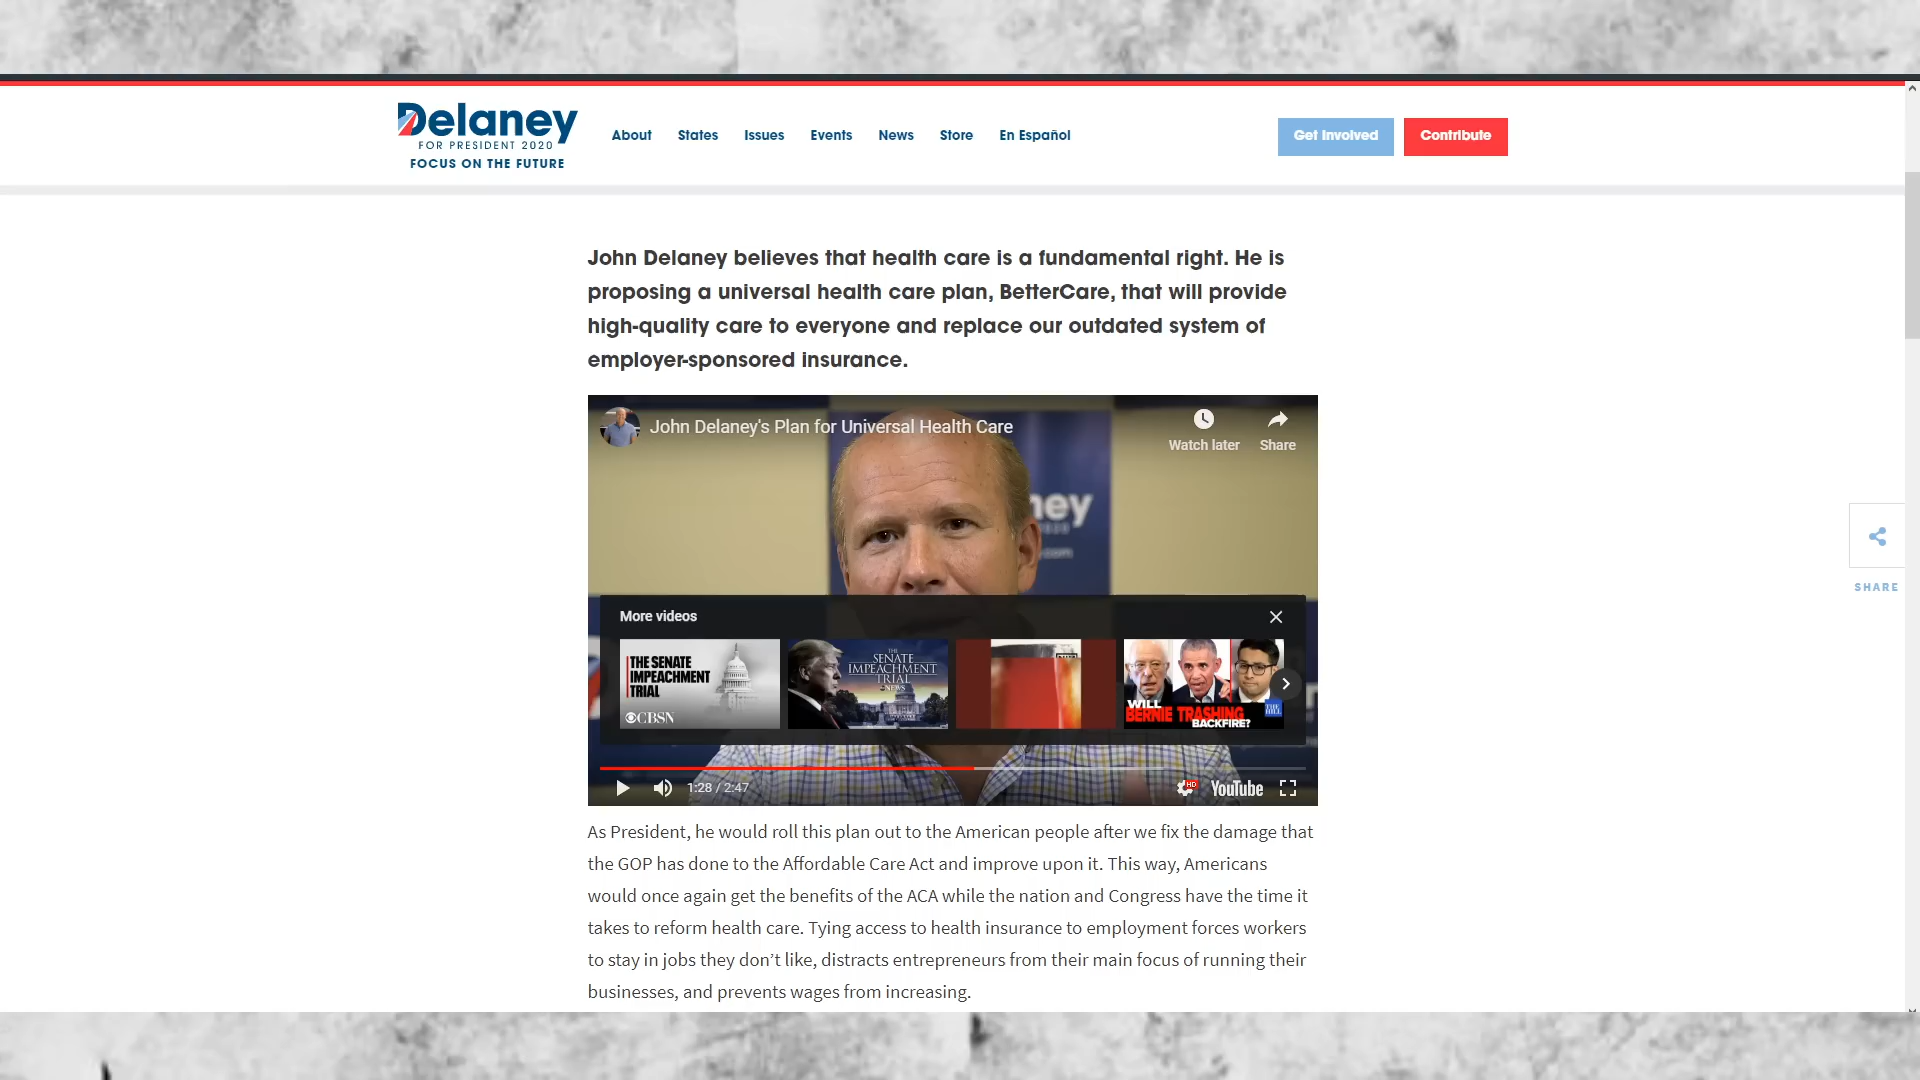 Delaney
FOR PRESIDENT 2020
FOCUS ON THE FUTURE
About States Issues Events News Store En Español
Get Involved Contribute
John Delaney believes that health care is a fundamental right. He is
proposing a universal health care plan, BetterCare, that will provide
high-quality care to everyone and replace our outdated system of
employer-sponsored insurance.
John Delaney's Plan for Universal Health Care
Watch later Share
ney
.com
More videos
THE SENATE
IMPEACHMENT
TRIAL
CBSN
THE
SENATE
IMPEACHMENT
TRIAL
NEWS
WILL
BERNIE TRASHING
BACKFIRE?
THE HILL
1:28 / 2:47
HD
YouTube
SHARE
As President, he would roll this plan out to the American people after we fix the damage that
the GOP has done to the Affordable Care Act and improve upon it. This way, Americans
would once again get the benefits of the ACA while the nation and Congress have the time it
takes to reform health care. Tying access to health insurance to employment forces workers
to stay in jobs they don’t like, distracts entrepreneurs from their main focus of running their
businesses, and prevents wages from increasing.